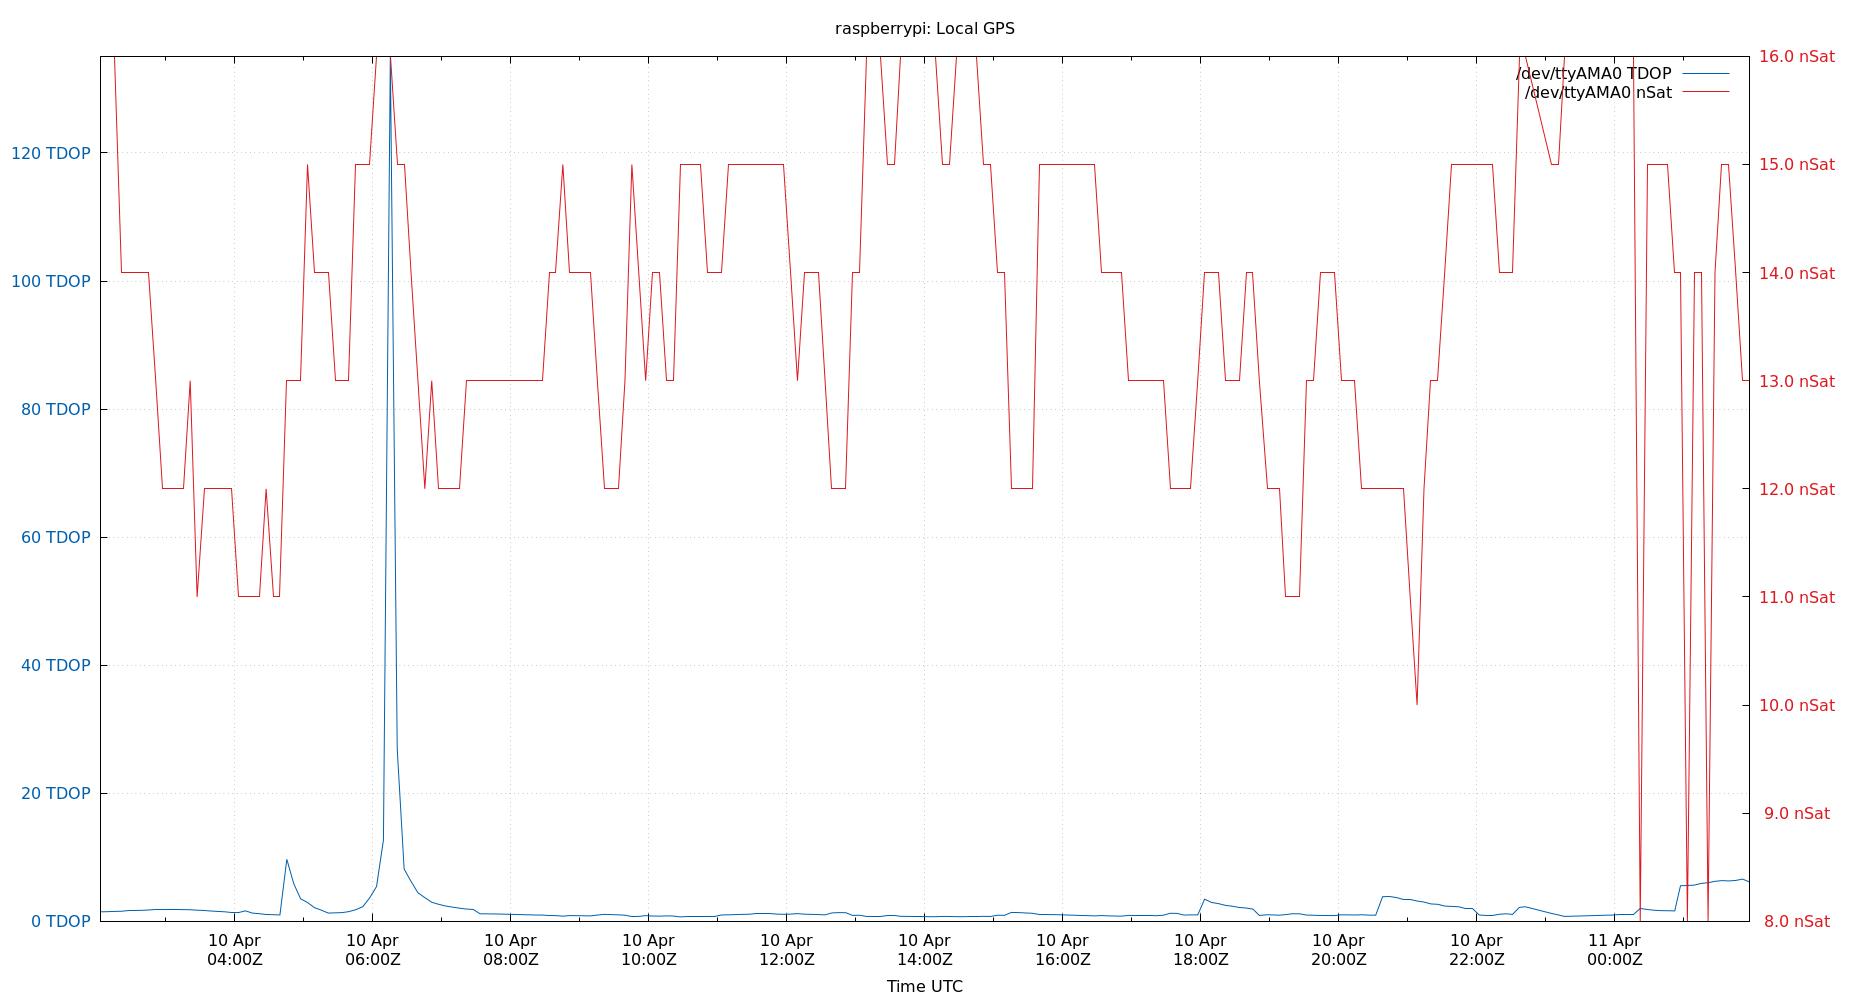 raspberrypi: Local GPS
/dev/ttyAMA0 TDOP
/dev/ttyAMA0 nSat
120 TDOP
100 TDOP
80 TDOP
60 TDOP
40 TDOP
20 TDOP
0 TDOP
16.0 nSat
15.0 nSat
14.0 nSat
13.0 nSat
12.0 nSat
11.0 nSat
10.0 nSat
9.0 nSat
8.0 nSat
10 Apr
04:00Z
10 Apr
06:00Z
10 Apr
08:00Z
10 Apr
10:00Z
10 Apr
12:00Z
10 Apr
14:00Z
10 Apr
16:00Z
10 Apr
18:00Z
10 Apr
20:00Z
10 Apr
22:00Z
11 Apr
00:00Z
Time UTC